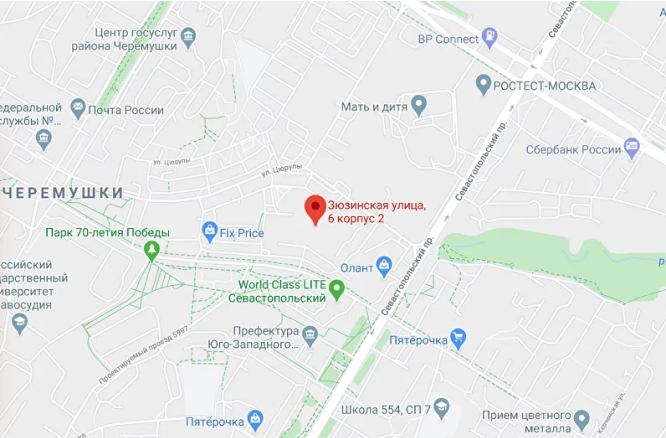 Центр госуслуг
района Черемушки
BP Connect
Севасто
РОСТЕСТ-МОСКВА
едеральной
службы №...
Почта России
Мать и дитя
ул. Цюрупы
ул. Цюрупы
Севастопольский пр.
Сбербанк России
ЧЕРЕМУШКИ
Зюзинская улица,
6 корпус 2
Fix Price
Парк 70-летия Победы
Севастопольский пр.
Олант
World Class LITE
Севастопольский
ссийский
дарственный
иверситет
авосудия
Проектируемый проезд 5997
Префектура
Юго-Западного...
Пятёрочка
Пятёрочка
Школа 554, СП 7
Прием цветного
металла